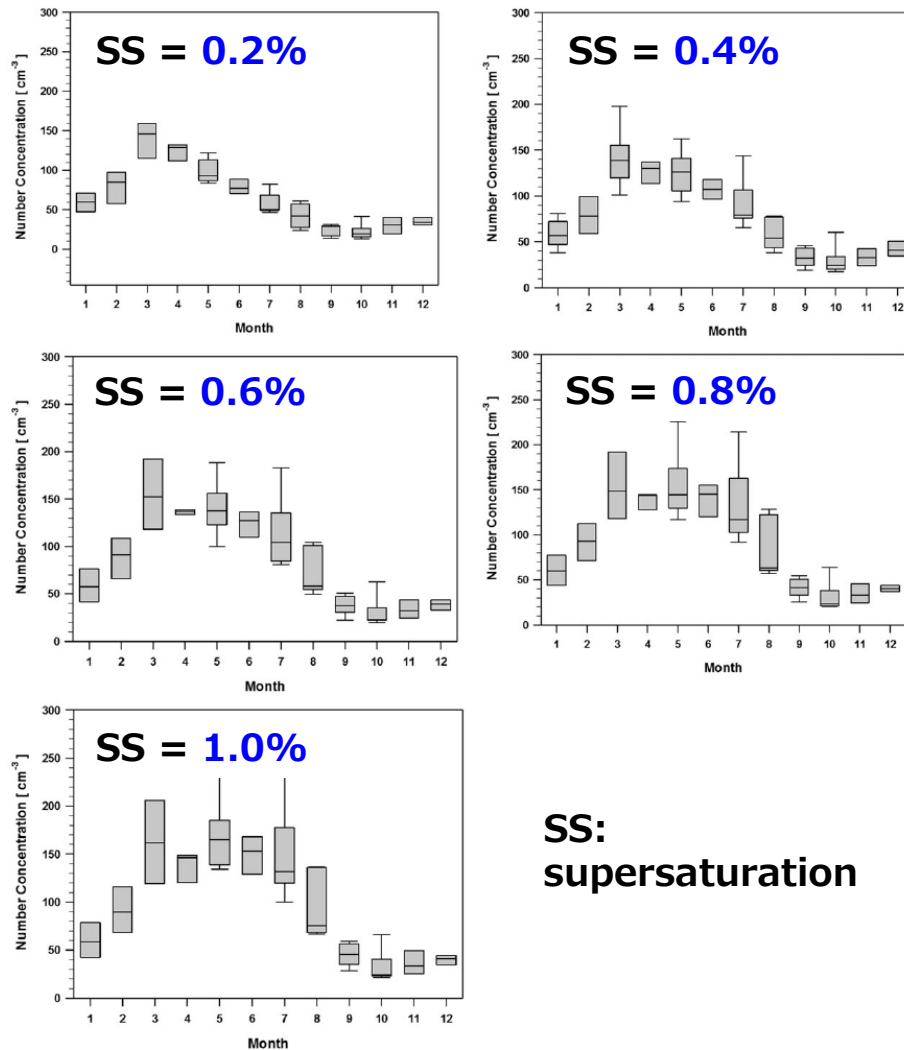 SS = 0.2%
Number Concentration [ cm⁻³ ]
300
250
200
150
100
50
0
1 2 3 4 5 6 7 8 9 10 11 12
Month
SS = 0.4%
Number Concentration [ cm⁻³ ]
300
250
200
150
100
50
0
1 2 3 4 5 6 7 8 9 10 11 12
Month
SS = 0.6%
Number Concentration [ cm⁻³ ]
300
250
200
150
100
50
0
1 2 3 4 5 6 7 8 9 10 11 12
Month
SS = 0.8%
Number Concentration [ cm⁻³ ]
300
250
200
150
100
50
0
1 2 3 4 5 6 7 8 9 10 11 12
Month
SS = 1.0%
Number Concentration [ cm⁻³ ]
300
250
200
150
100
50
0
1 2 3 4 5 6 7 8 9 10 11 12
Month
SS:
supersaturation